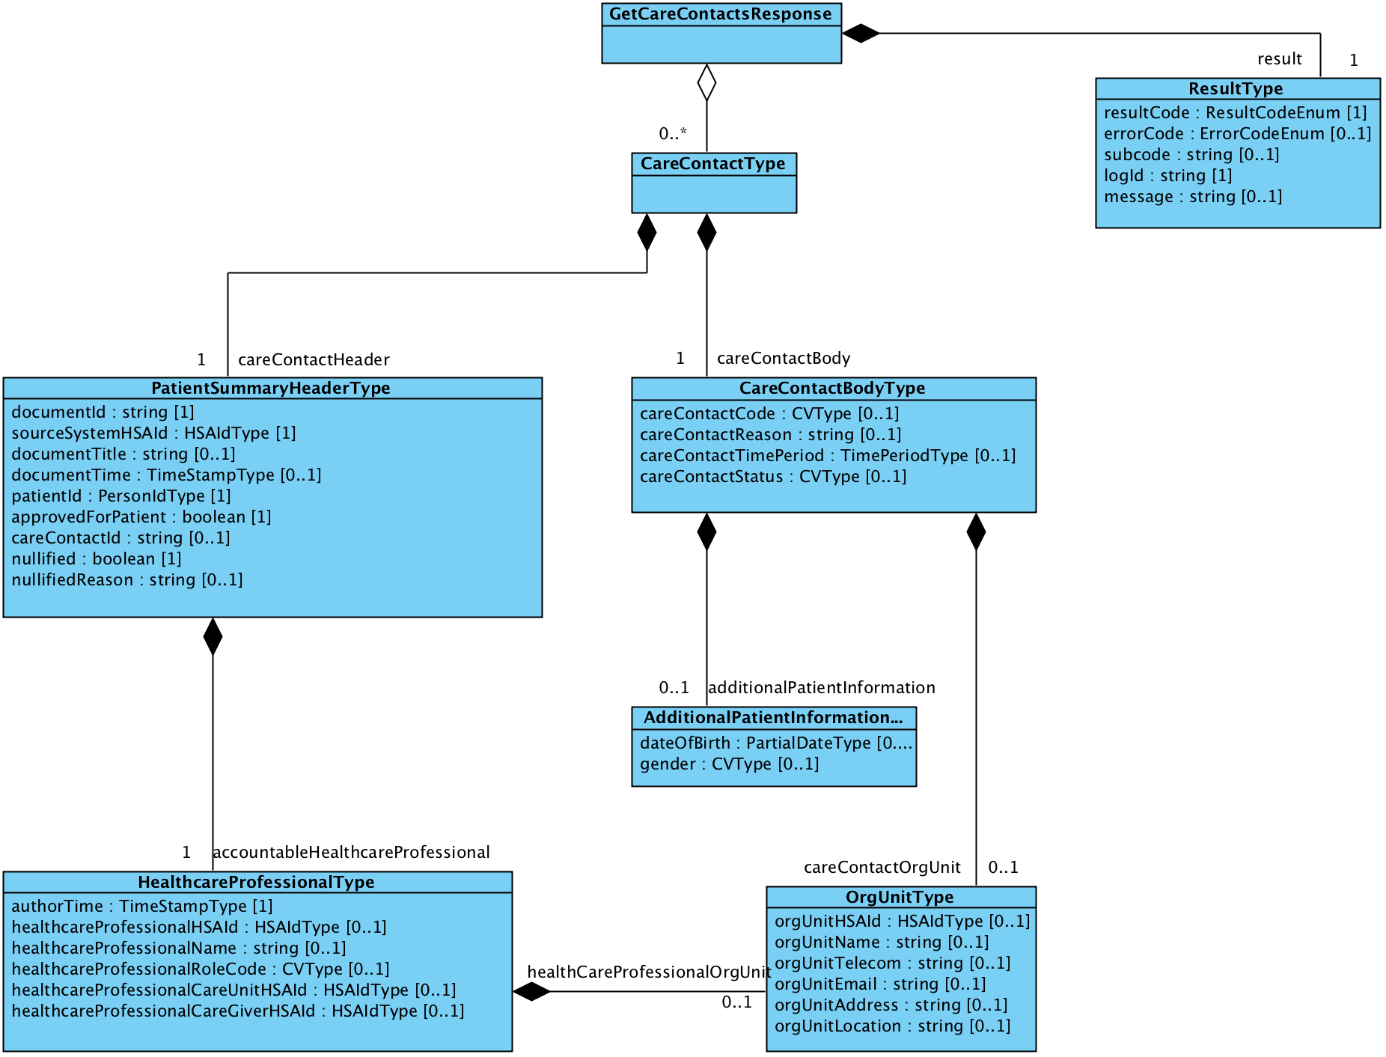 GetCareContactsResponse
result 1
ResultType
resultCode : ResultCodeEnum [1]
errorCode : ErrorCodeEnum [0..1]
subcode : string [0..1]
logId : string [1]
message : string [0..1]
0..*
CareContactType
1 careContactHeader
1 careContactBody
PatientSummaryHeaderType
documentId : string [1]
sourceSystemHSAId : HSAIdType [1]
documentTitle : string [0..1]
documentTime : TimeStampType [0..1]
patientId : PersonIdType [1]
approvedForPatient : boolean [1]
careContactId : string [0..1]
nullified : boolean [1]
nullifiedReason : string [0..1]
CareContactBodyType
careContactCode : CVType [0..1]
careContactReason : string [0..1]
careContactTimePeriod : TimePeriodType [0..1]
careContactStatus : CVType [0..1]
0..1 additionalPatientInformation
AdditionalPatientInformation...
dateOfBirth : PartialDateType [0....
gender : CVType [0..1]
1 accountableHealthcareProfessional
HealthcareProfessionalType
authorTime : TimeStampType [1]
healthcareProfessionalHSAId : HSAIdType [0..1]
healthcareProfessionalName : string [0..1]
healthcareProfessionalRoleCode : CVType [0..1]
healthcareProfessionalCareUnitHSAId : HSAIdType [0..1]
healthcareProfessionalCareGiverHSAId : HSAIdType [0..1]
healthCareProfessionalOrgUnit
0..1
careContactOrgUnit 0..1
OrgUnitType
orgUnitHSAId : HSAIdType [0..1]
orgUnitName : string [0..1]
orgUnitTelecom : string [0..1]
orgUnitEmail : string [0..1]
orgUnitAddress : string [0..1]
orgUnitLocation : string [0..1]